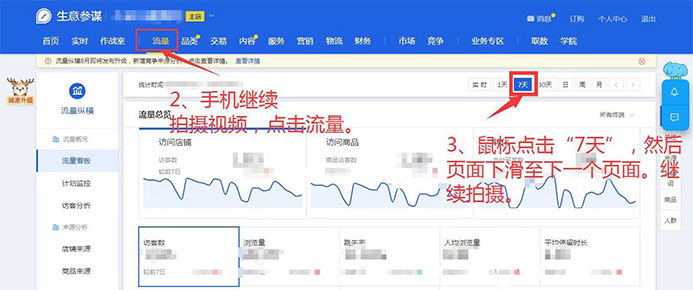 生意参谋
主店
消息
订购
个人中心
退出
首页 实时 作战室 流量 品类 交易 内容 服务 营销 物流 财务 市场 竞争 业务专区 取数 学院
流量纵横8月即将发布升级，新增竞争来源分析，点击查看详情。 查看详情
诚邀升级
流量纵横
统计时间
实时 1天 7天 30天 日 周 月
2、手机继续
拍摄视频，点击流量。
流量概况
流量总览
所有终端
流量看板
访问店铺
访问商品
访客数
较前7日
3、鼠标点击“7天”，然后
页面下滑至下一个页面。继
续拍摄。
计划监控
访客分析
来源分析
店铺来源
商品来源
词
商品
人群
访客数
浏览量
跳失率
人均浏览量
平均停留时长
较前7日